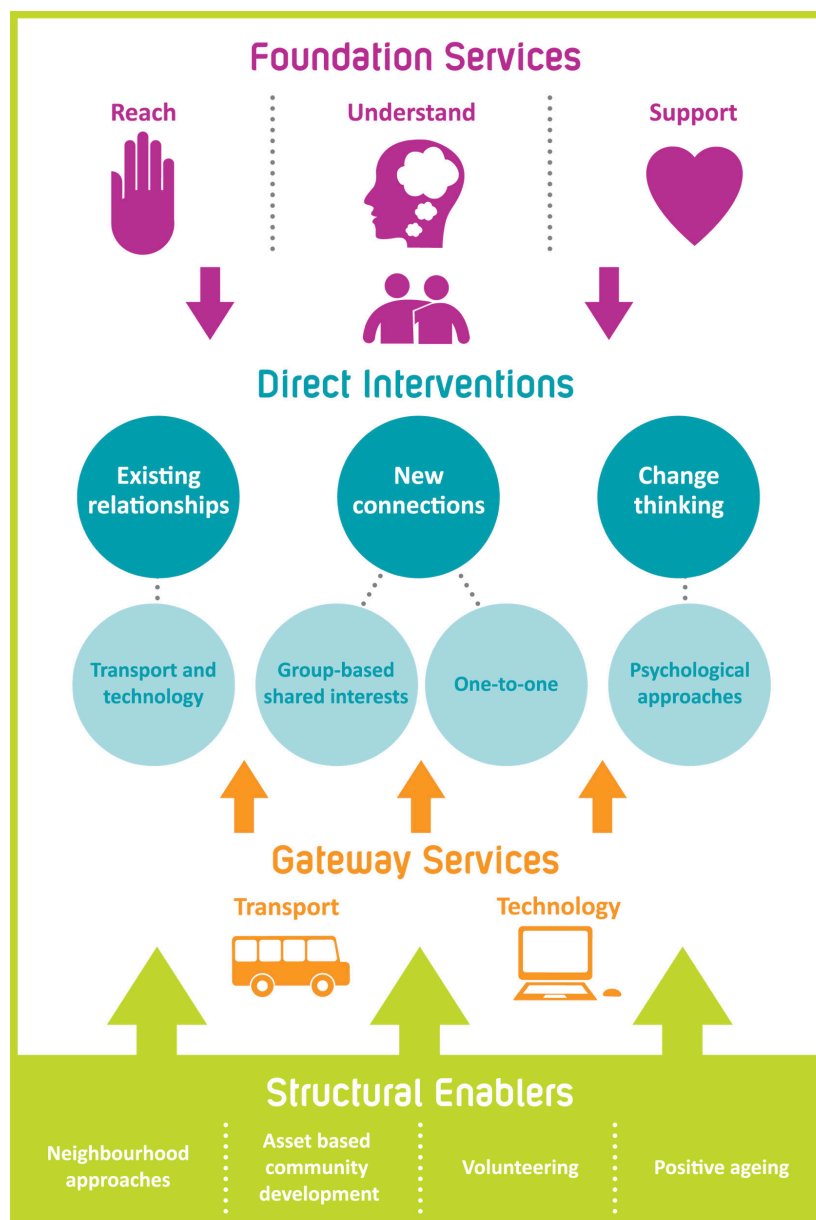 Foundation Services
Reach
Understand
Support
Direct Interventions
Existing
relationships
New
connections
Change
thinking
Transport and
technology
Group-based
shared interests
One-to-one
Psychological
approaches
Gateway Services
Transport
Technology
Structural Enablers
Neighbourhood
approaches
Asset based
community
development
Volunteering
Positive ageing